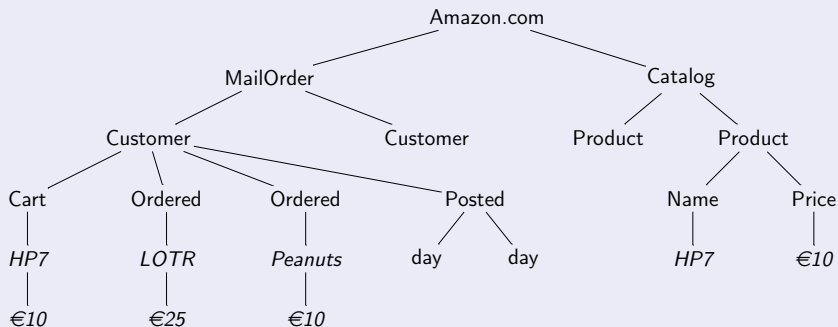 Amazon.com
MailOrder Catalog
Customer Customer Product Product
Cart Ordered Ordered Posted Name Price
HP7 LOTR Peanuts day day HP7 €10
€10 €25 €10